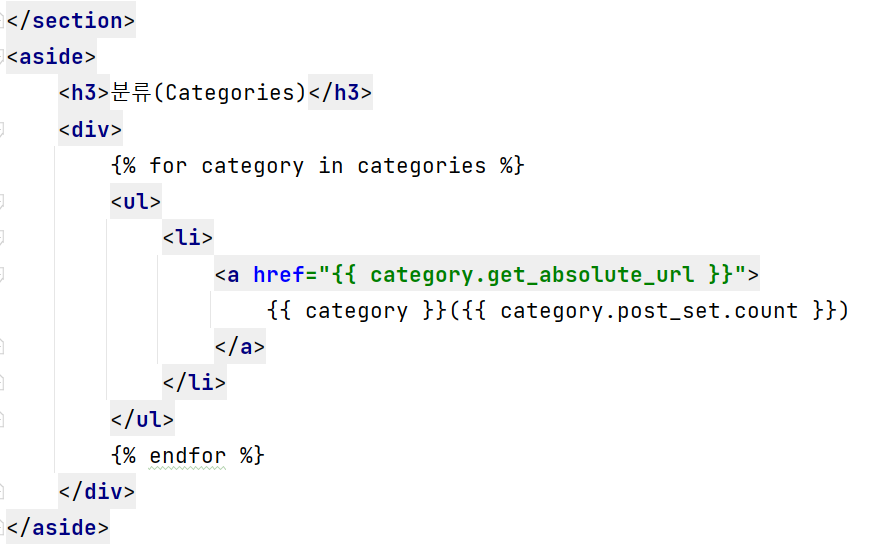 </section>
<aside>
<h3>분류(Categories)</h3>
<div>
{% for category in categories %}
<ul>
<li>
<a href="{{ category.get_absolute_url }}">
{{ category }}({{ category.post_set.count }})
</a>
</li>
</ul>
{% endfor %}
</div>
</aside>